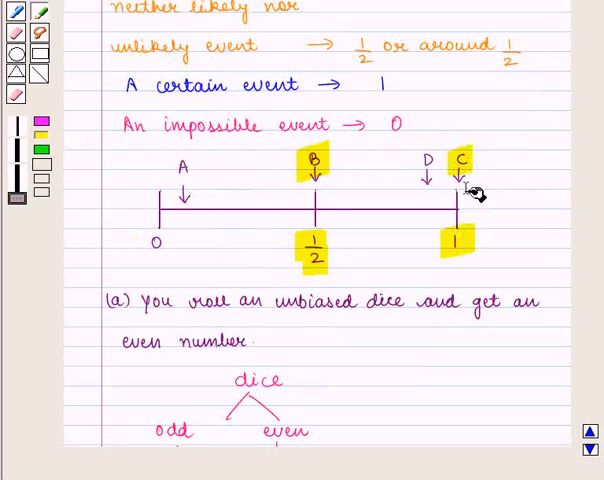 neither likely nor
unlikely event → 1/2 or around 1/2
A certain event → 1
An impossible event → 0
A B D C
0 1/2 1
(a) You roll an unbiased dice and get an
even number.
dice
odd even